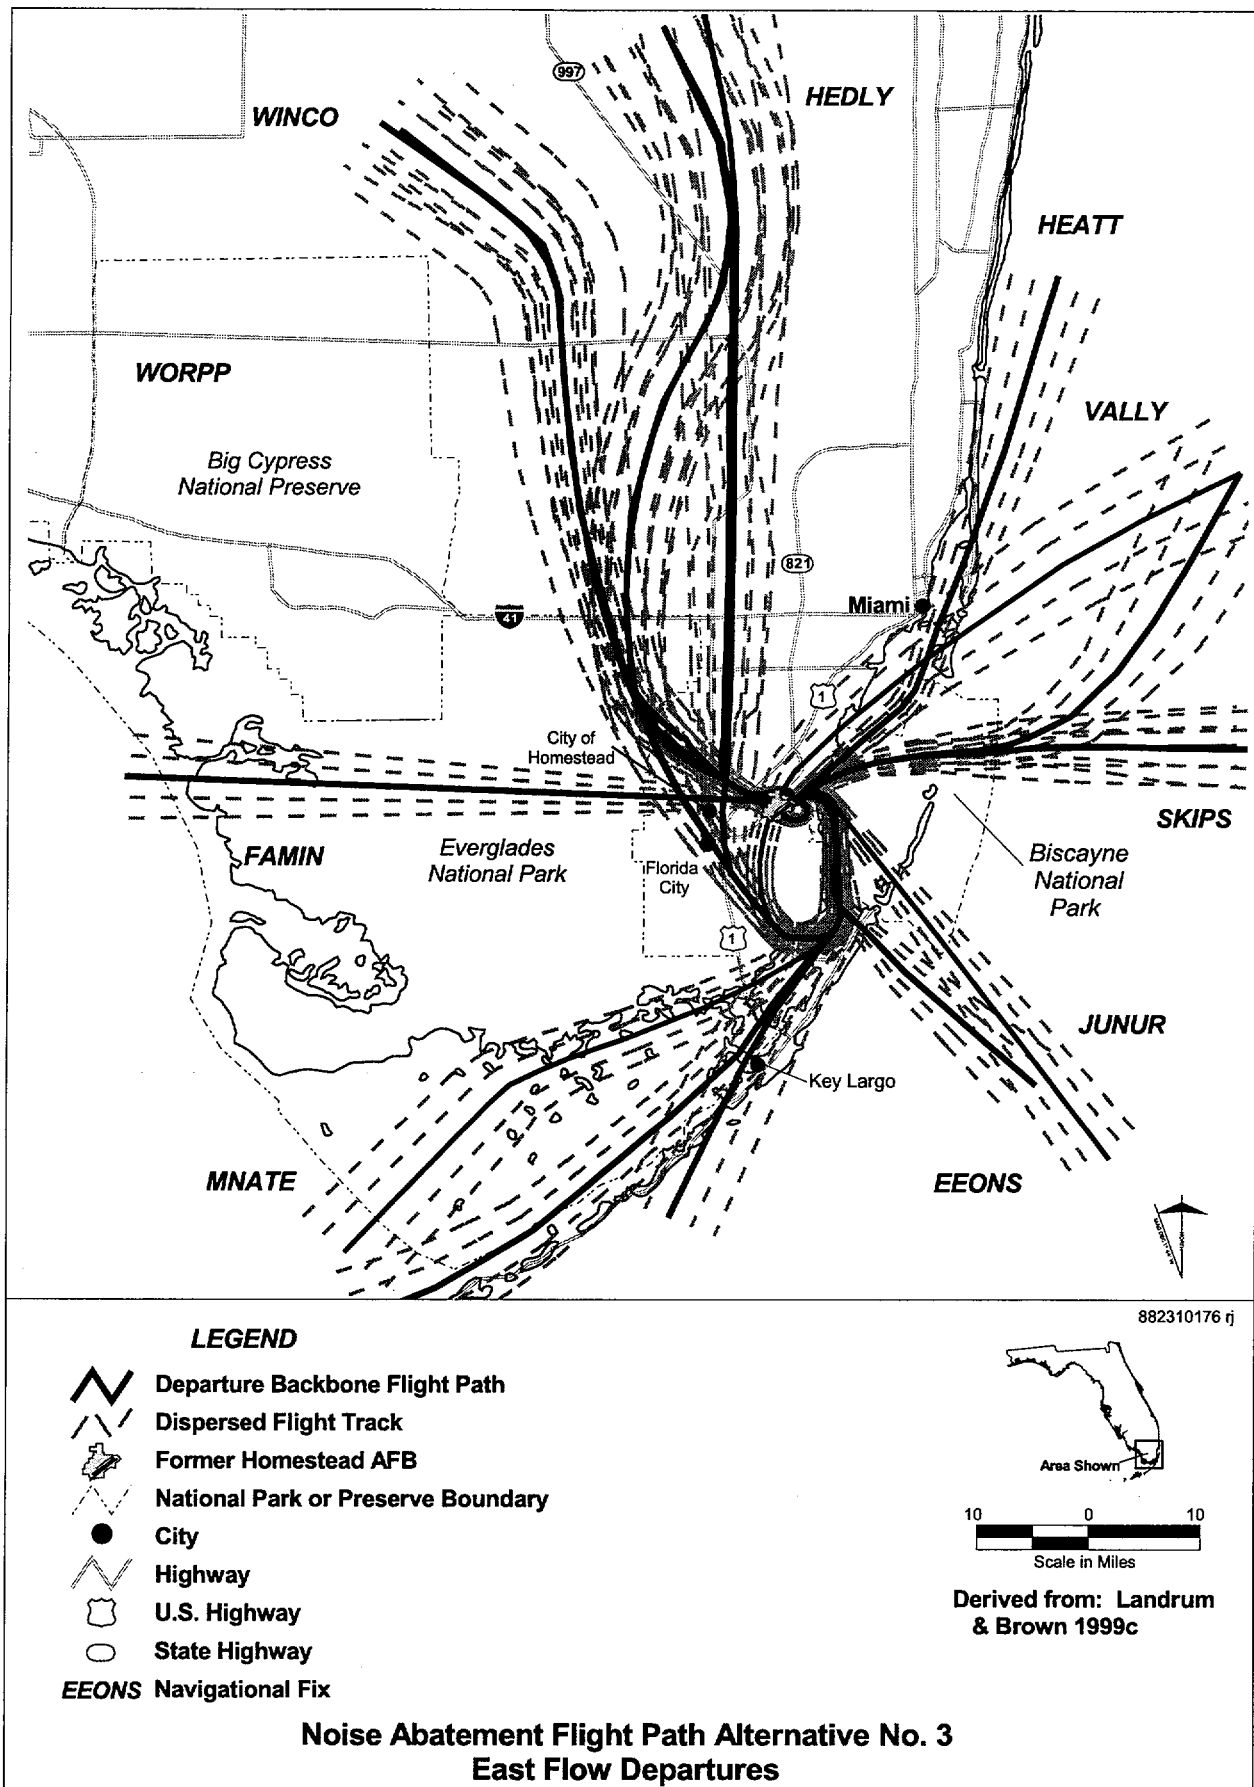 997
HEDLY
WINCO
HEATT
WORPP
VALLY
Big Cypress
National Preserve
821
41
Miami
1
City of
Homestead
SKIPS
FAMIN
Everglades
National Park
Florida
City
Biscayne
National
Park
1
JUNUR
Key Largo
MNATE
EEONS
882310176 rj
LEGEND
Departure Backbone Flight Path
Dispersed Flight Track
Former Homestead AFB
National Park or Preserve Boundary
City
Highway
U.S. Highway
State Highway
EEONS Navigational Fix
Area Shown
10 0 10
Scale in Miles
Derived from: Landrum
& Brown 1999c
Noise Abatement Flight Path Alternative No. 3
East Flow Departures